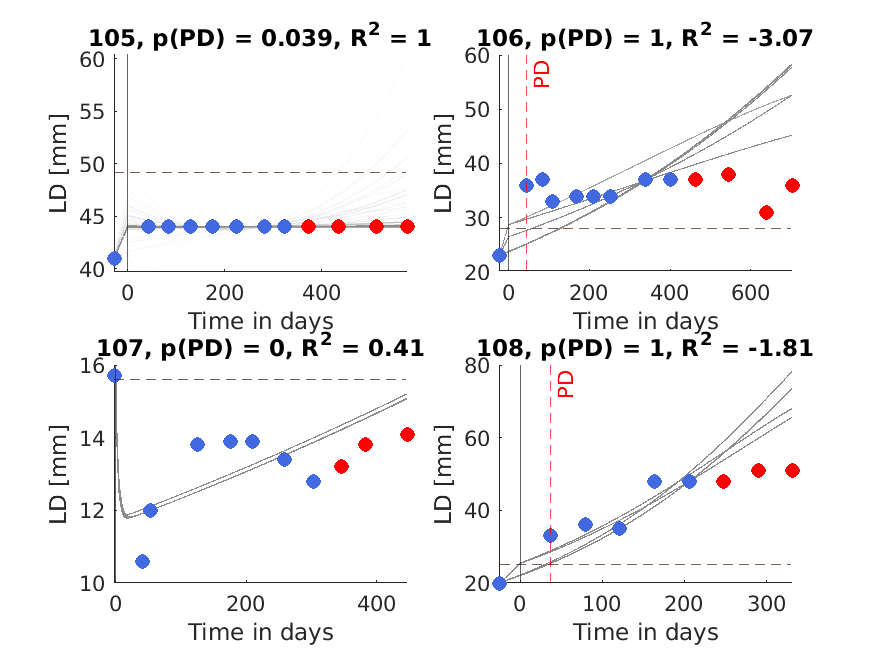 105, p(PD) = 0.039, R² = 1
60
55
50
45
40
LD [mm]
0
200
400
Time in days
106, p(PD) = 1, R² = -3.07
PD
60
50
40
30
20
LD [mm]
0
200
400
600
Time in days
107, p(PD) = 0, R² = 0.41
16
14
12
10
LD [mm]
0
200
400
Time in days
108, p(PD) = 1, R² = -1.81
PD
80
60
40
20
LD [mm]
0
100
200
300
Time in days